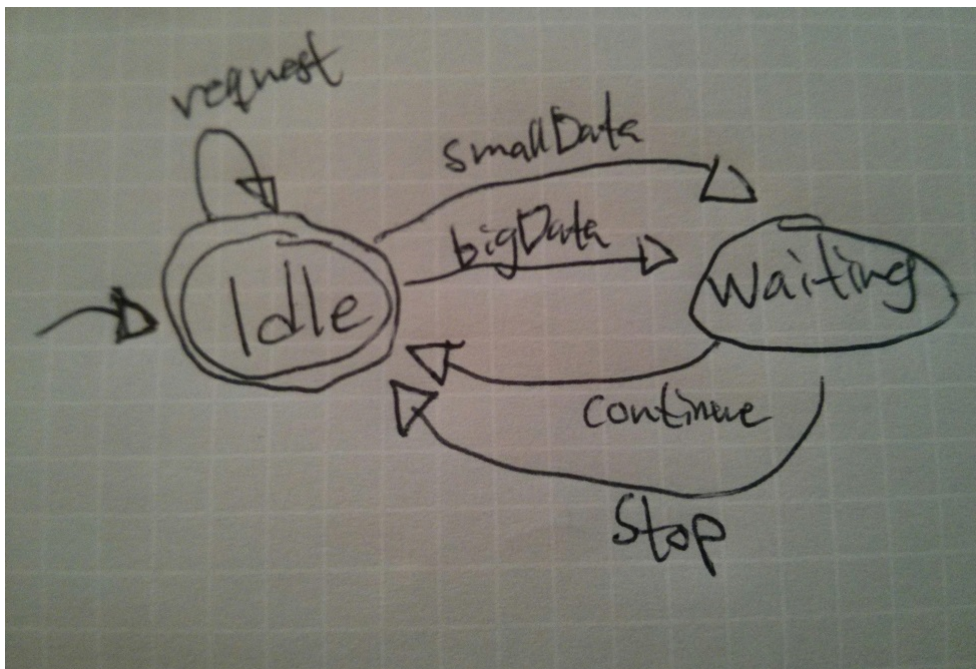 request
smallData
bigData
Idle
Waiting
Continue
Stop